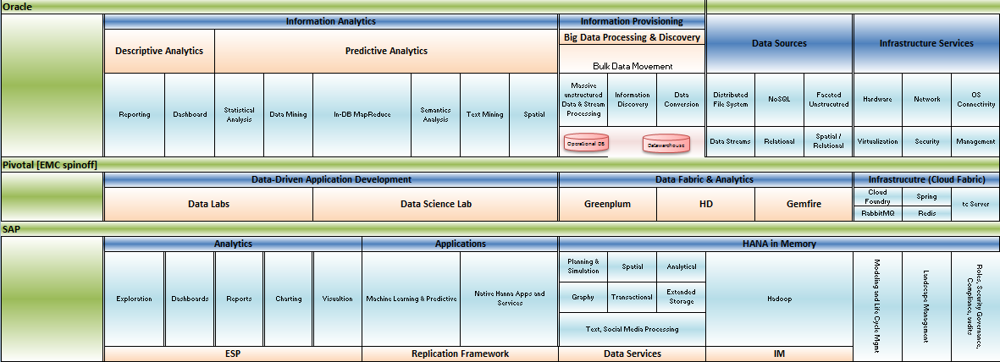 Oracle
Information Analytics
Information Provisioning
Data Sources
Infrastructure Services
Descriptive Analytics
Predictive Analytics
Big Data Processing & Discovery
Bulk Data Movement
Reporting
Dashboard
Statistical
Analysis
Data Mining
In-DB MapReduce
Semantics
Analysis
Text Mining
Spatial
Massive
unstructured
Data & Stream
Processing
Information
Discovery
Data
Conversion
Distributed
File System
NoSQL
Faceted
Unstrucutred
Hardware
Network
OS
Connectivity
Operational DB
Datawarehouse
Data Streams
Relational
Spatial /
Relational
Virtualization
Security
Management
Pivotal [EMC spinoff]
Data-Driven Application Development
Data Fabric & Analytics
Infrastrucutre (Cloud Fabric)
Data Labs
Data Science Lab
Greenplum
HD
Gemfire
Cloud
Foundry
Spring
tc Server
RabbitMQ
Redis
SAP
Analytics
Applications
HANA in Memory
Exploration
Dashboards
Reports
Charting
Visualtion
Machine Learning & Predictive
Native Hanna Apps and
Services
Planning &
Simulation
Spatial
Analytical
Graphy
Transactional
Extended
Storage
Text, Social Media Processing
Hadoop
Modeling and Life Cycle Mgmt
Landscape Management
Roles, Security Governance,
Compliance, audits
ESP
Replication Framework
Data Services
IM